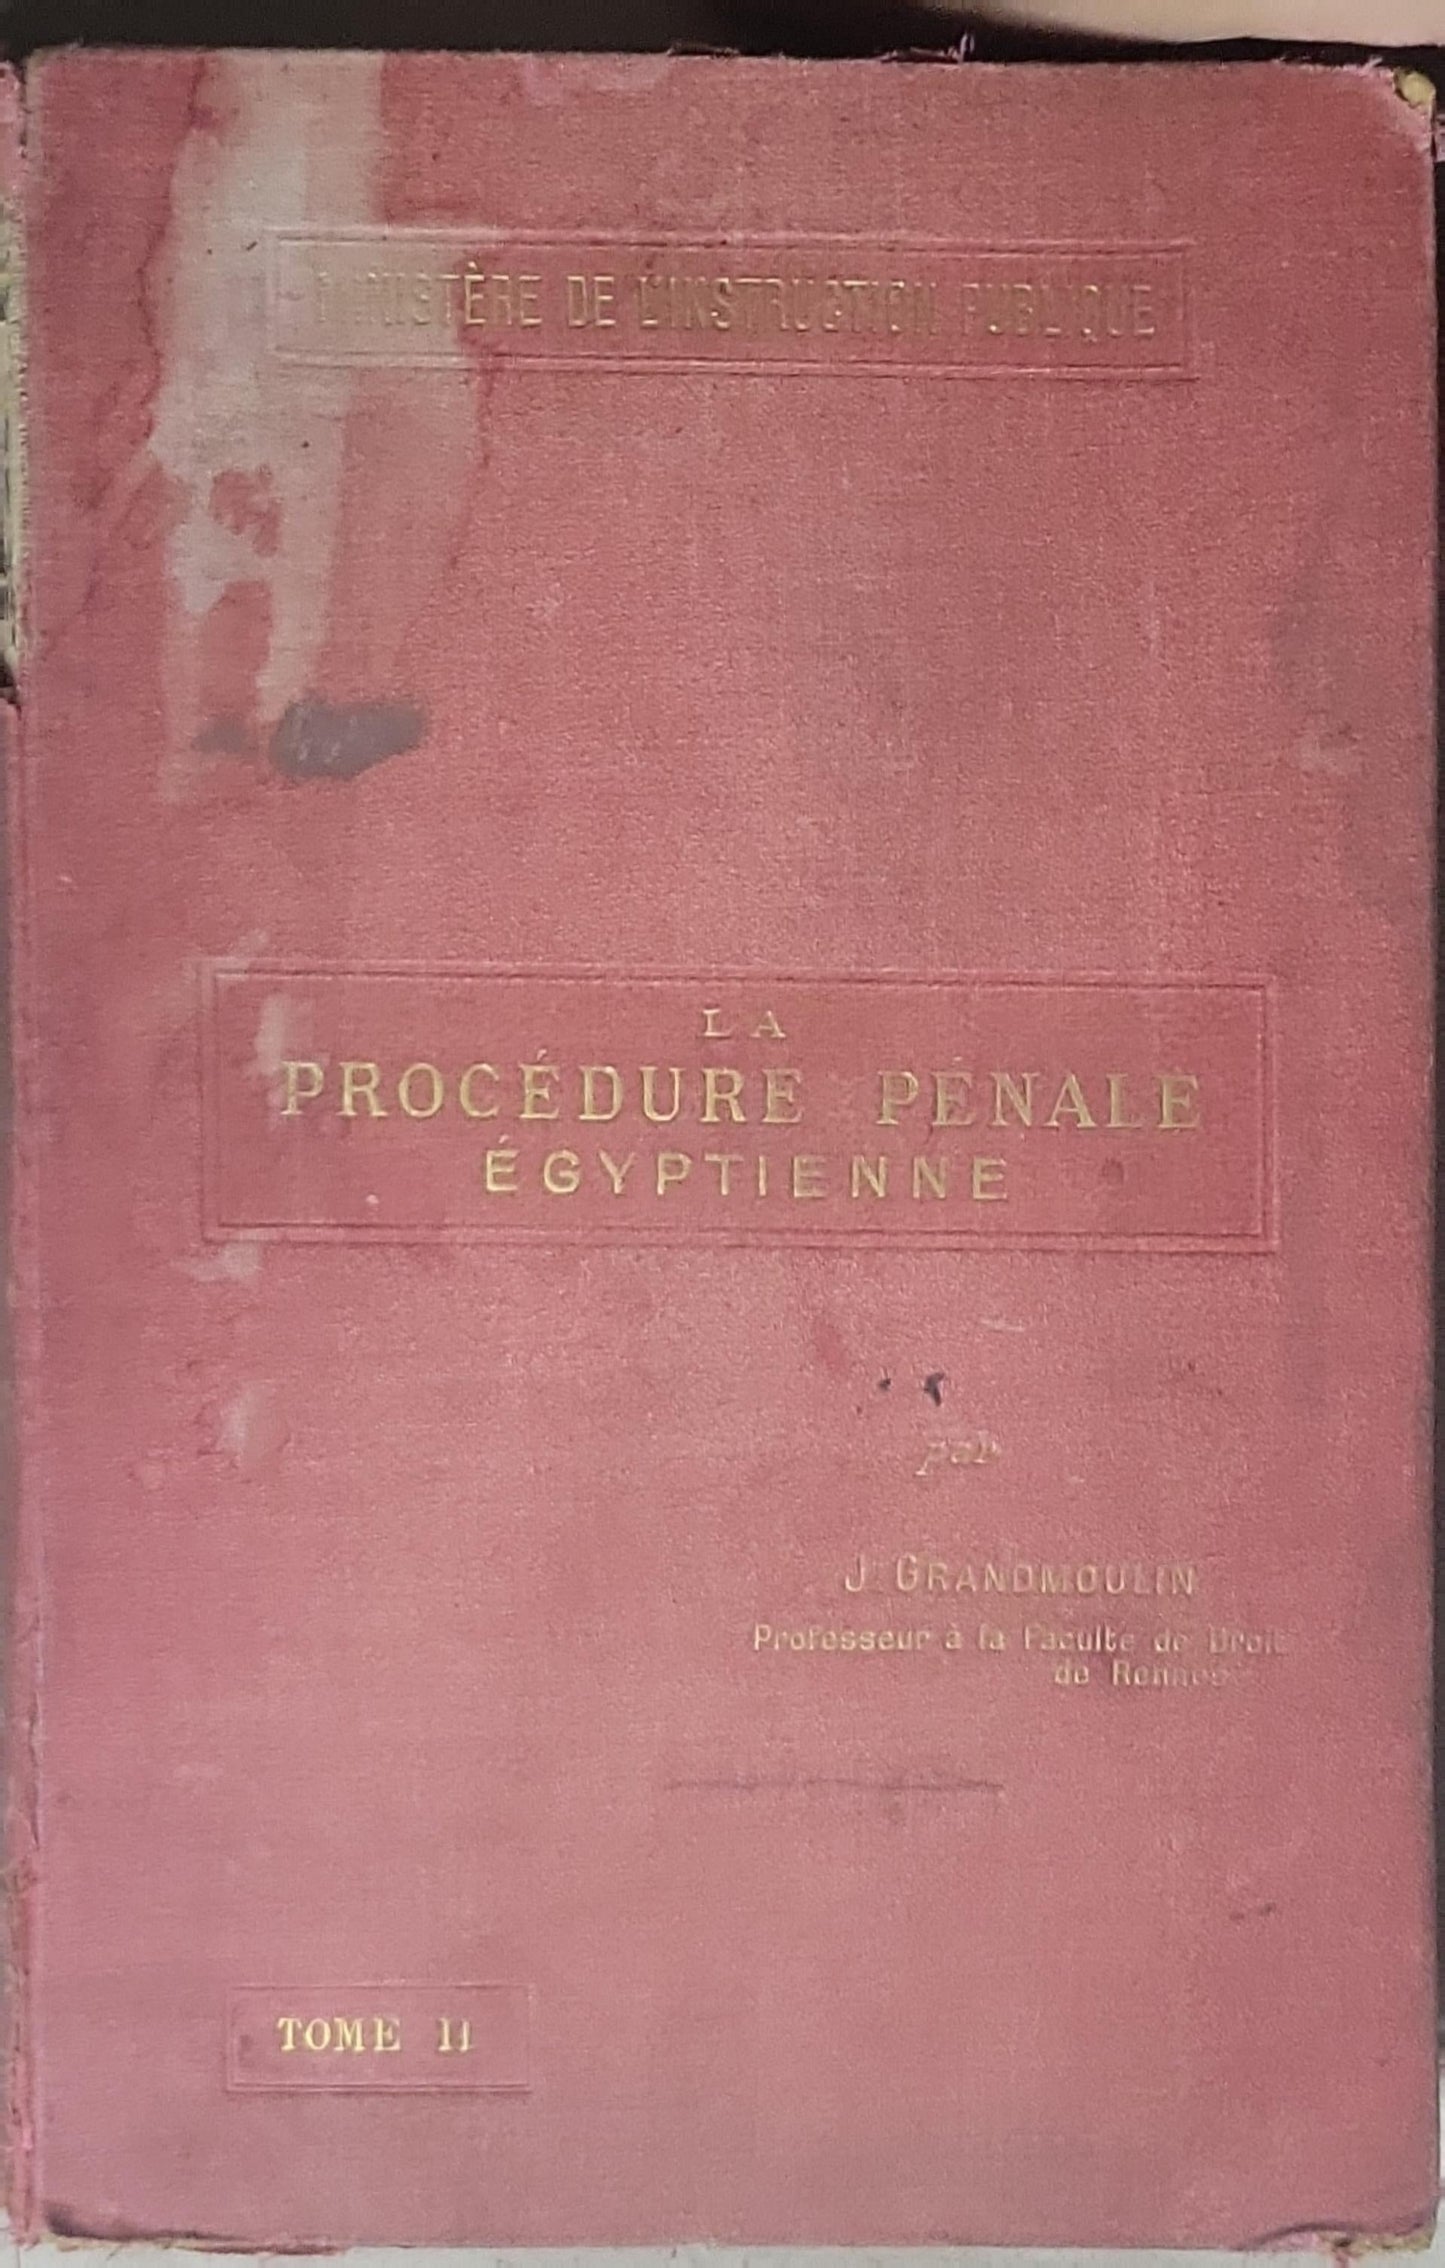 MINISTÈRE DE L'INSTRUCTION PUBLIQUE
LA
PROCÉDURE PÉNALE
ÉGYPTIENNE
par
J. GRANDMOULIN
Professeur à la Faculté de Droit
de Rennes
TOME II